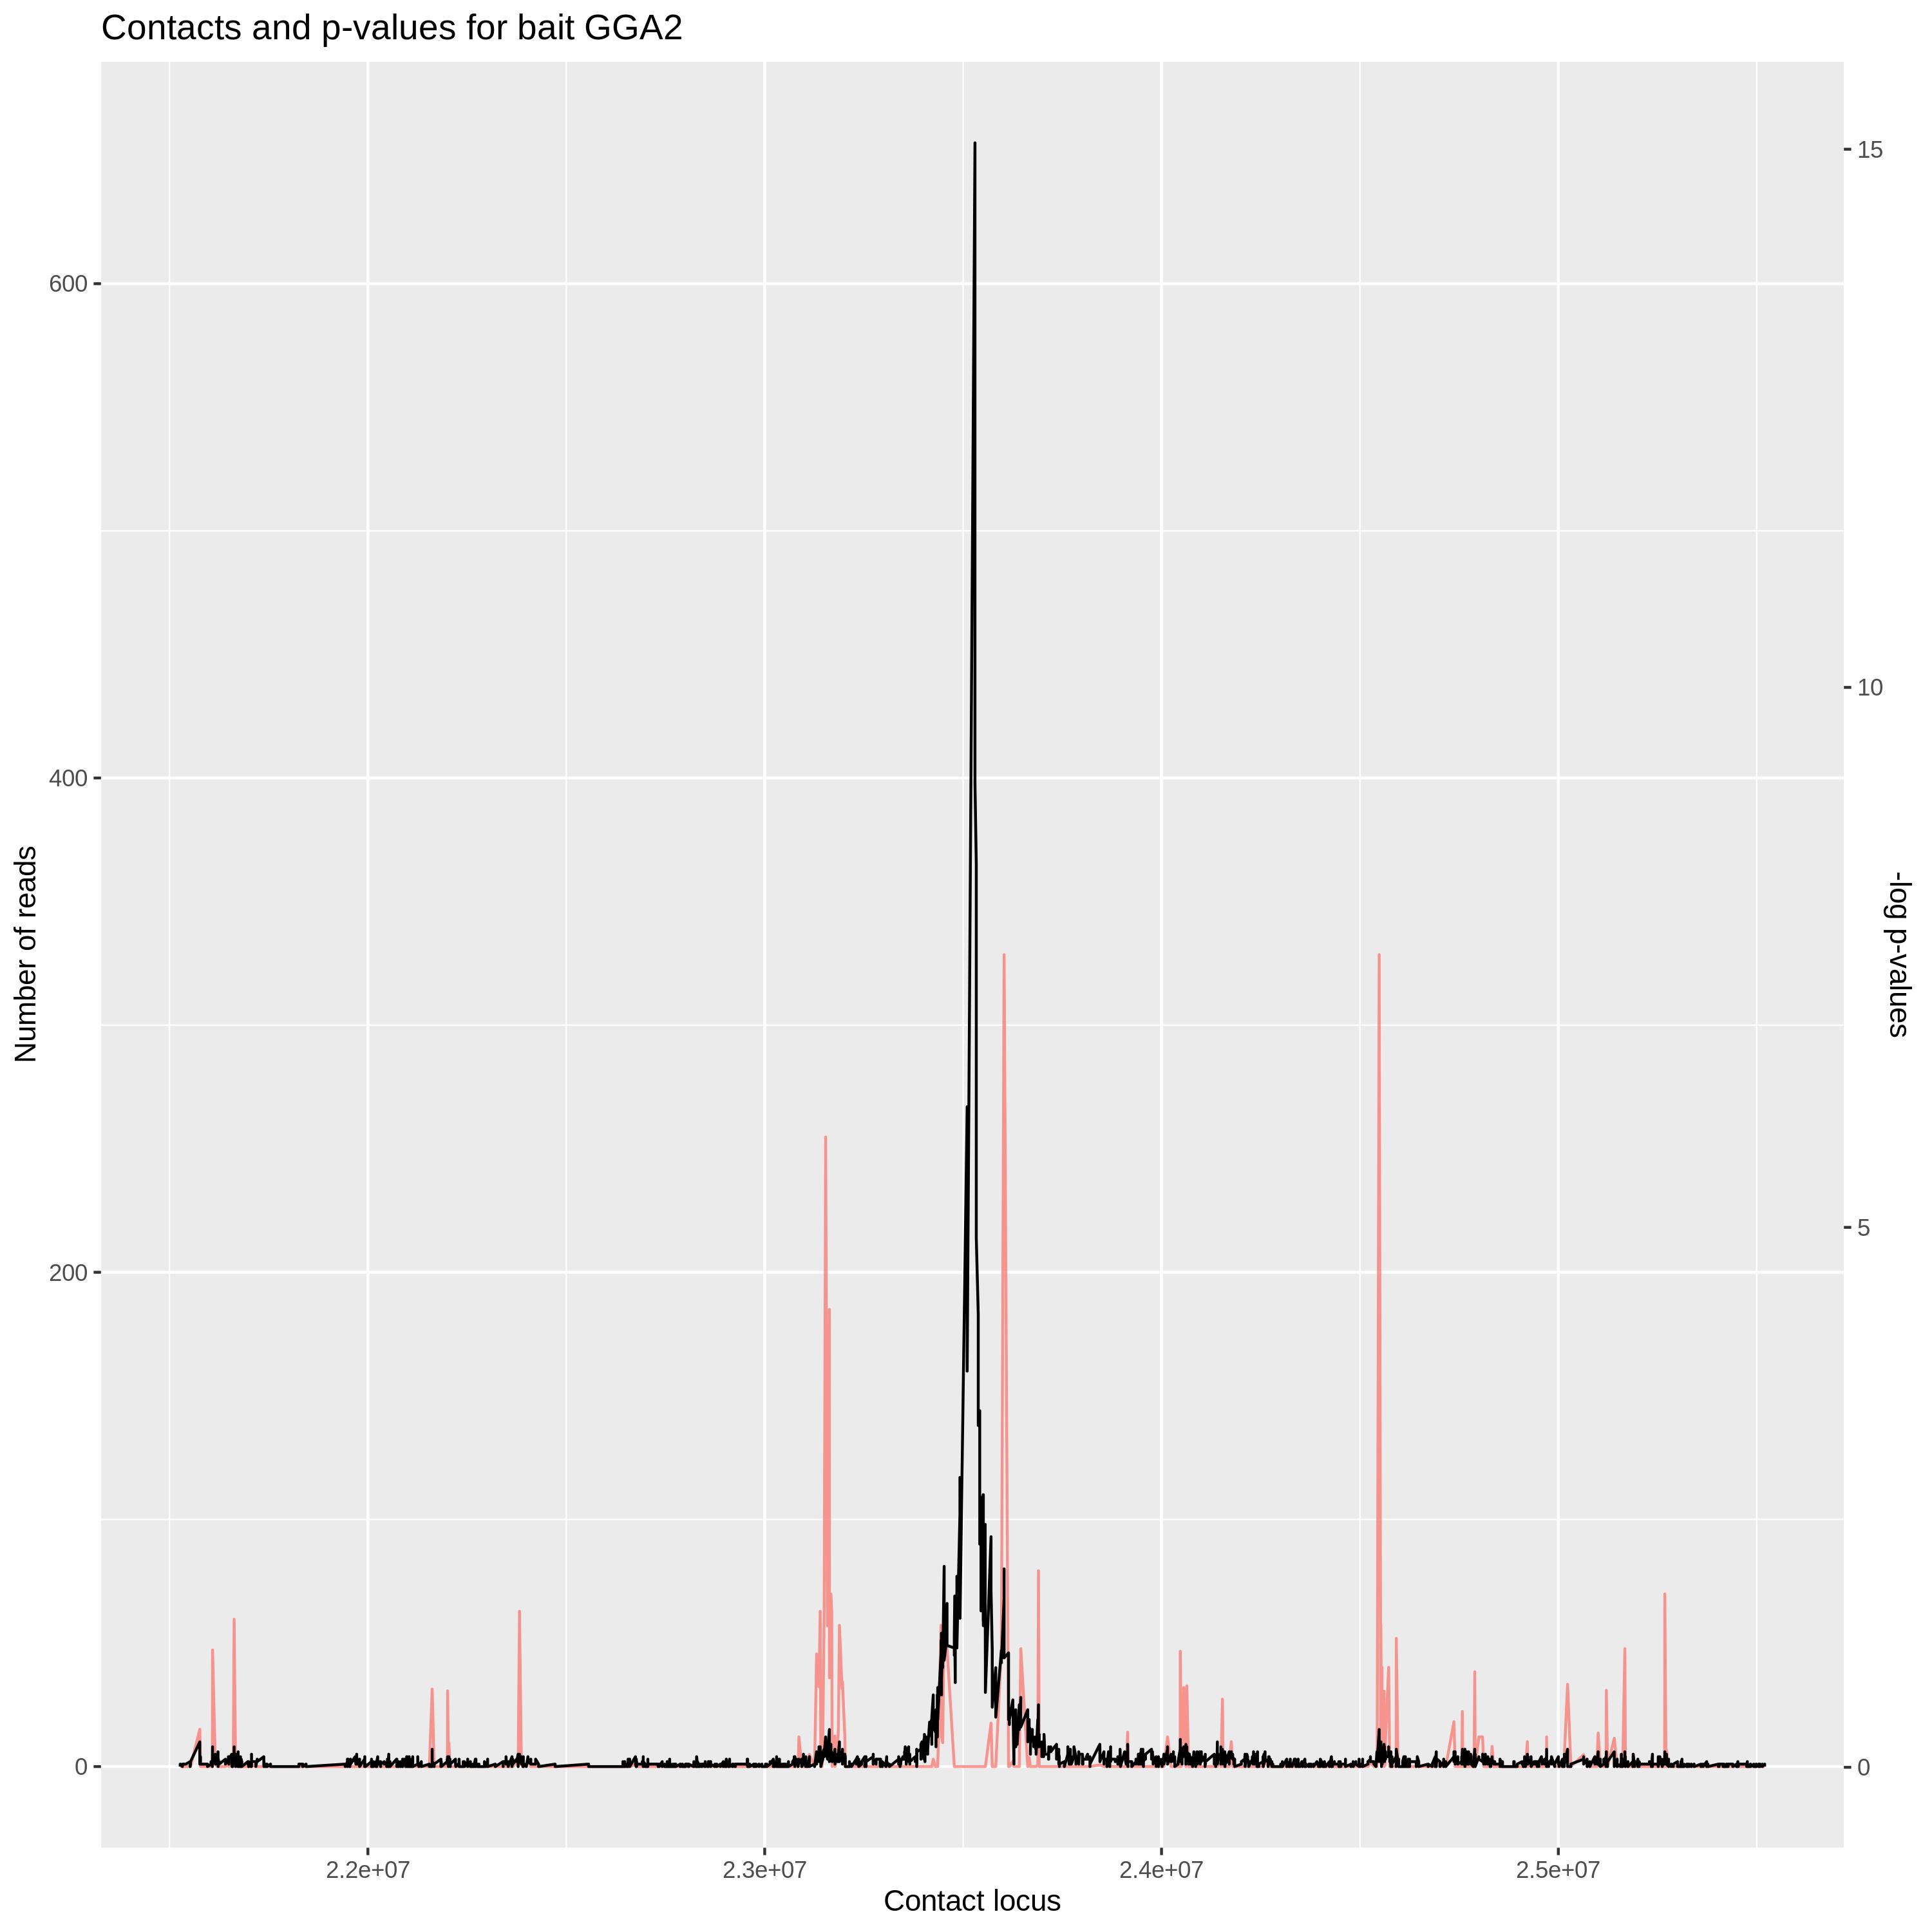 Contacts and p-values for bait GGA2
600
400
200
0
Number of reads
15
10
5
0
-log p-values
2.2e+07
2.3e+07
2.4e+07
2.5e+07
Contact locus